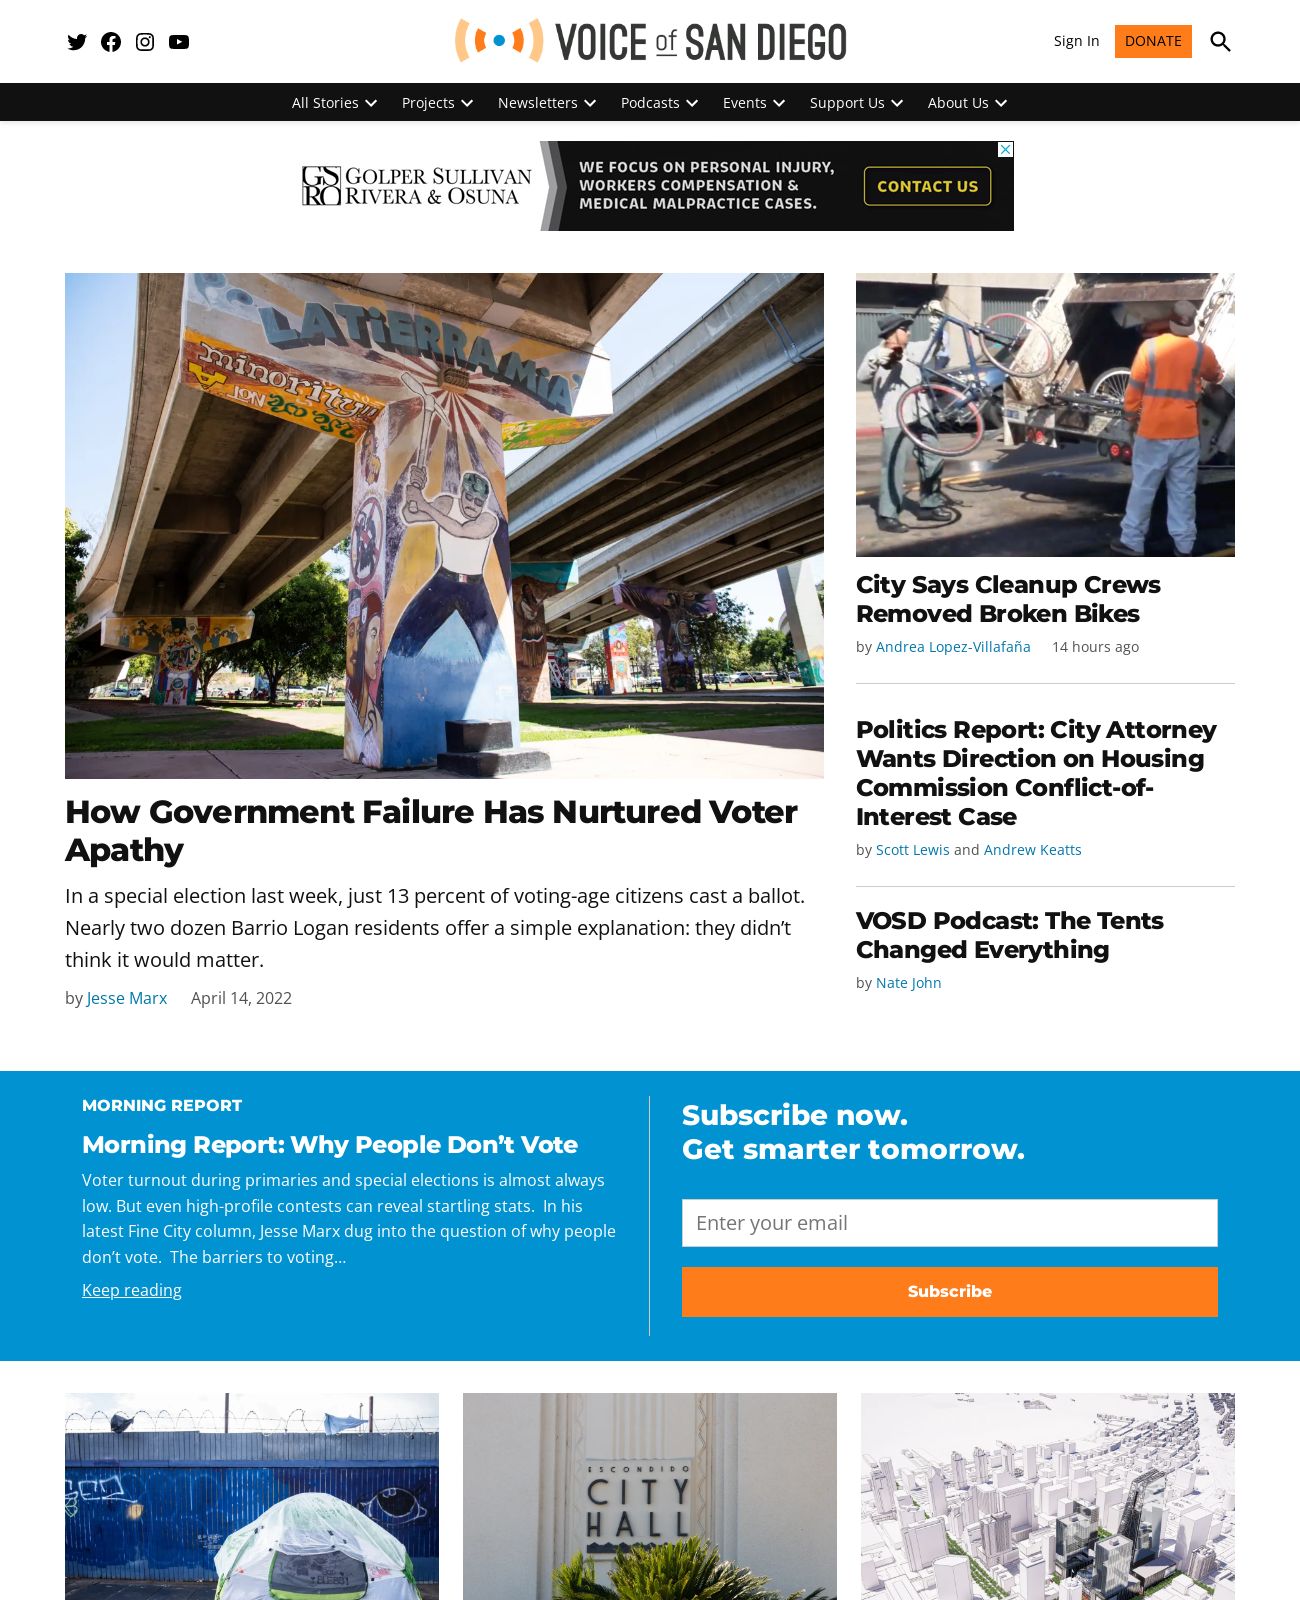 VOICE of SAN DIEGO
Sign In
DONATE
All Stories
Projects
Newsletters
Podcasts
Events
Support Us
About Us
GS
RO
GOLPER SULLIVAN
RIVERA & OSUNA
WE FOCUS ON PERSONAL INJURY,
WORKERS COMPENSATION &
MEDICAL MALPRACTICE CASES.
CONTACT US
LA TIERRA MIA
minority!!
NOT
City Says Cleanup Crews
Removed Broken Bikes
by Andrea Lopez-Villafaña 14 hours ago
Politics Report: City Attorney
Wants Direction on Housing
Commission Conflict-of-
Interest Case
by Scott Lewis and Andrew Keatts
VOSD Podcast: The Tents
Changed Everything
by Nate John
How Government Failure Has Nurtured Voter
Apathy
In a special election last week, just 13 percent of voting-age citizens cast a ballot.
Nearly two dozen Barrio Logan residents offer a simple explanation: they didn’t
think it would matter.
by Jesse Marx April 14, 2022
MORNING REPORT
Morning Report: Why People Don’t Vote
Voter turnout during primaries and special elections is almost always
low. But even high-profile contests can reveal startling stats.  In his
latest Fine City column, Jesse Marx dug into the question of why people
don’t vote.  The barriers to voting...
Keep reading
Subscribe now.
Get smarter tomorrow.
Enter your email
Subscribe
ESCONDIDO
CITY
HALL